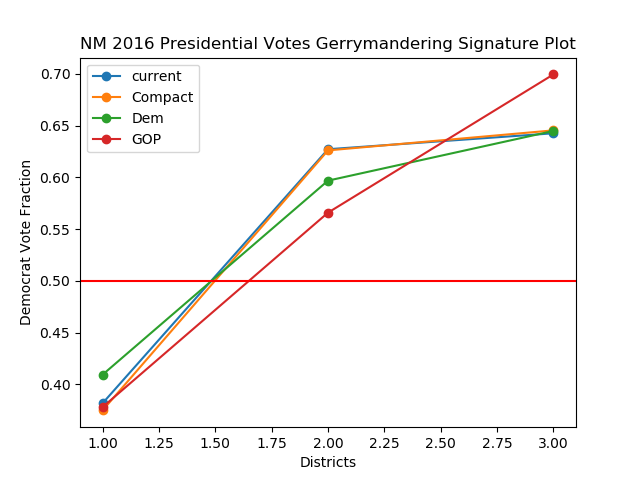 NM 2016 Presidential Votes Gerrymandering Signature Plot
current
Compact
Dem
GOP
Democrat Vote Fraction
0.70
0.65
0.60
0.55
0.50
0.45
0.40
1.00 1.25 1.50 1.75 2.00 2.25 2.50 2.75 3.00
Districts